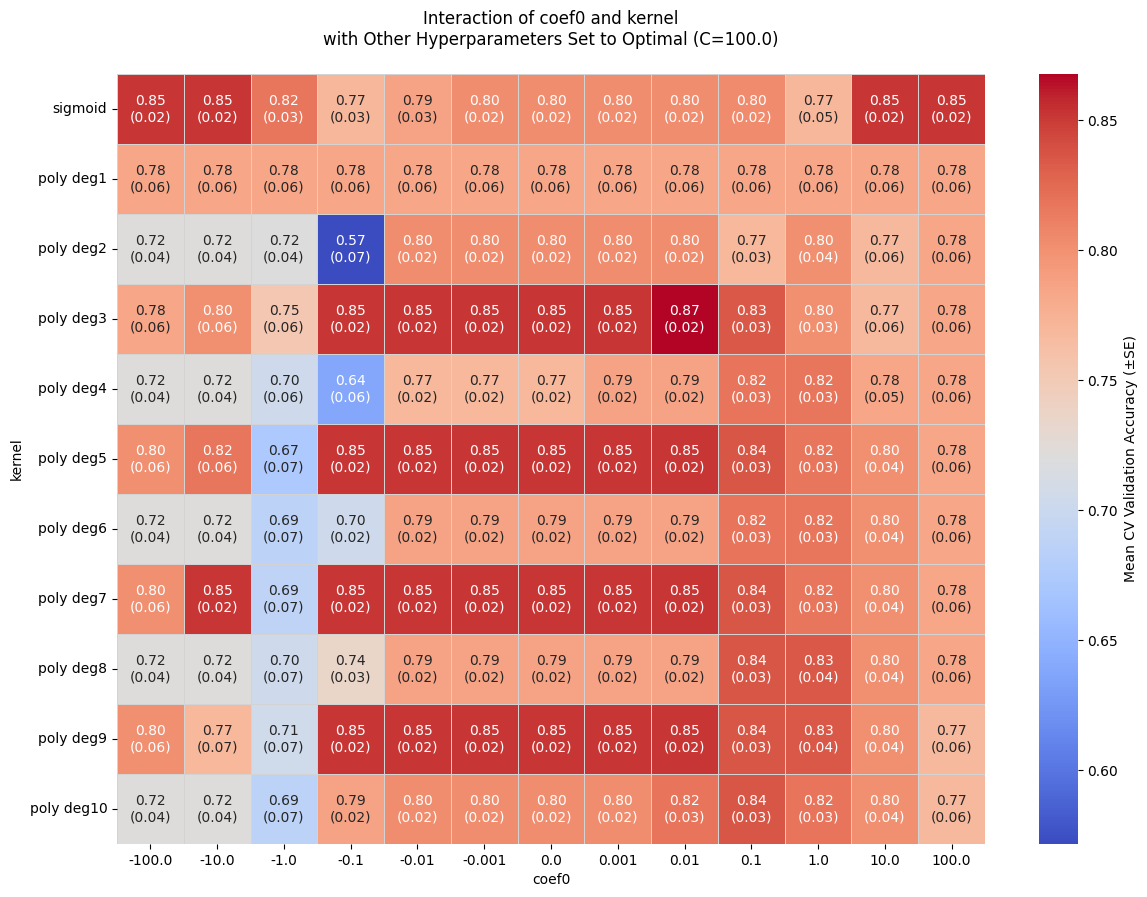 Interaction of coef0 and kernel
with Other Hyperparameters Set to Optimal (C=100.0)
sigmoid 0.85 0.85 0.82 0.77 0.79 0.80 0.80 0.80 0.80 0.80 0.77 0.85 0.85
(0.02) (0.02) (0.03) (0.03) (0.03) (0.02) (0.02) (0.02) (0.02) (0.02) (0.05) (0.02) (0.02)
poly deg1 0.78 0.78 0.78 0.78 0.78 0.78 0.78 0.78 0.78 0.78 0.78 0.78 0.78
(0.06) (0.06) (0.06) (0.06) (0.06) (0.06) (0.06) (0.06) (0.06) (0.06) (0.06) (0.06) (0.06)
poly deg2 0.72 0.72 0.72 0.57 0.80 0.80 0.80 0.80 0.80 0.77 0.80 0.77 0.78
(0.04) (0.04) (0.04) (0.07) (0.02) (0.02) (0.02) (0.02) (0.02) (0.03) (0.04) (0.06) (0.06)
poly deg3 0.78 0.80 0.75 0.85 0.85 0.85 0.85 0.85 0.87 0.83 0.80 0.77 0.78
(0.06) (0.06) (0.06) (0.02) (0.02) (0.02) (0.02) (0.02) (0.02) (0.03) (0.03) (0.06) (0.06)
poly deg4 0.72 0.72 0.70 0.64 0.77 0.77 0.77 0.79 0.79 0.82 0.82 0.78 0.78
(0.04) (0.04) (0.06) (0.06) (0.02) (0.02) (0.02) (0.02) (0.02) (0.03) (0.03) (0.05) (0.06)
poly deg5 0.80 0.82 0.67 0.85 0.85 0.85 0.85 0.85 0.85 0.84 0.82 0.80 0.78
(0.06) (0.06) (0.07) (0.02) (0.02) (0.02) (0.02) (0.02) (0.02) (0.03) (0.03) (0.04) (0.06)
poly deg6 0.72 0.72 0.69 0.70 0.79 0.79 0.79 0.79 0.79 0.82 0.82 0.80 0.78
(0.04) (0.04) (0.07) (0.02) (0.02) (0.02) (0.02) (0.02) (0.02) (0.03) (0.03) (0.04) (0.06)
poly deg7 0.80 0.85 0.69 0.85 0.85 0.85 0.85 0.85 0.85 0.84 0.82 0.80 0.78
(0.06) (0.02) (0.07) (0.02) (0.02) (0.02) (0.02) (0.02) (0.02) (0.03) (0.03) (0.04) (0.06)
poly deg8 0.72 0.72 0.70 0.74 0.79 0.79 0.79 0.79 0.79 0.84 0.83 0.80 0.78
(0.04) (0.04) (0.07) (0.03) (0.02) (0.02) (0.02) (0.02) (0.02) (0.03) (0.04) (0.04) (0.06)
poly deg9 0.80 0.77 0.71 0.85 0.85 0.85 0.85 0.85 0.85 0.84 0.83 0.80 0.77
(0.06) (0.07) (0.07) (0.02) (0.02) (0.02) (0.02) (0.02) (0.02) (0.03) (0.04) (0.04) (0.06)
poly deg10 0.72 0.72 0.69 0.79 0.80 0.80 0.80 0.80 0.82 0.84 0.82 0.80 0.77
(0.04) (0.04) (0.07) (0.02) (0.02) (0.02) (0.02) (0.02) (0.03) (0.03) (0.03) (0.04) (0.06)
-100.0 -10.0 -1.0 -0.1 -0.01 -0.001 0.0 0.001 0.01 0.1 1.0 10.0 100.0
coef0
kernel
0.85
0.80
0.75
0.70
0.65
0.60
Mean CV Validation Accuracy (±SE)